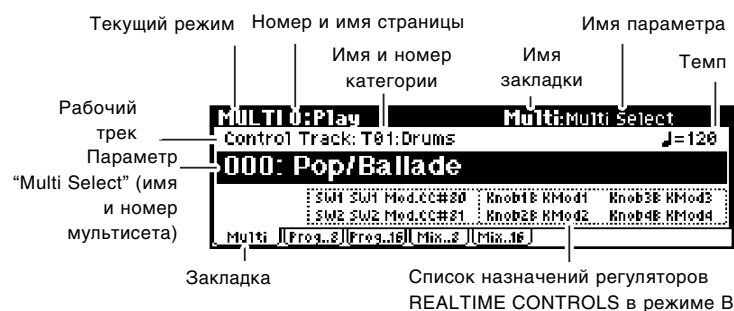 Текущий режим
Номер и имя страницы
Имя параметра
Имя и номер
категории
Имя
закладки
Темп
Рабочий
трек
Параметр
“Multi Select” (имя
и номер
мультисета)
MULTI 0:Play Multi:Multi Select
Control Track: T01:Drums ♩=120
000: Pop/Ballade
SW1 SW1 Mod.CC#80 Knob1B KMod1 Knob3B KMod3
SW2 SW2 Mod.CC#81 Knob2B KMod2 Knob4B KMod4
Multi Prog..8 Prog..16 Mix..8 Mix..16
Закладка
Список назначений регуляторов
REALTIME CONTROLS в режиме B